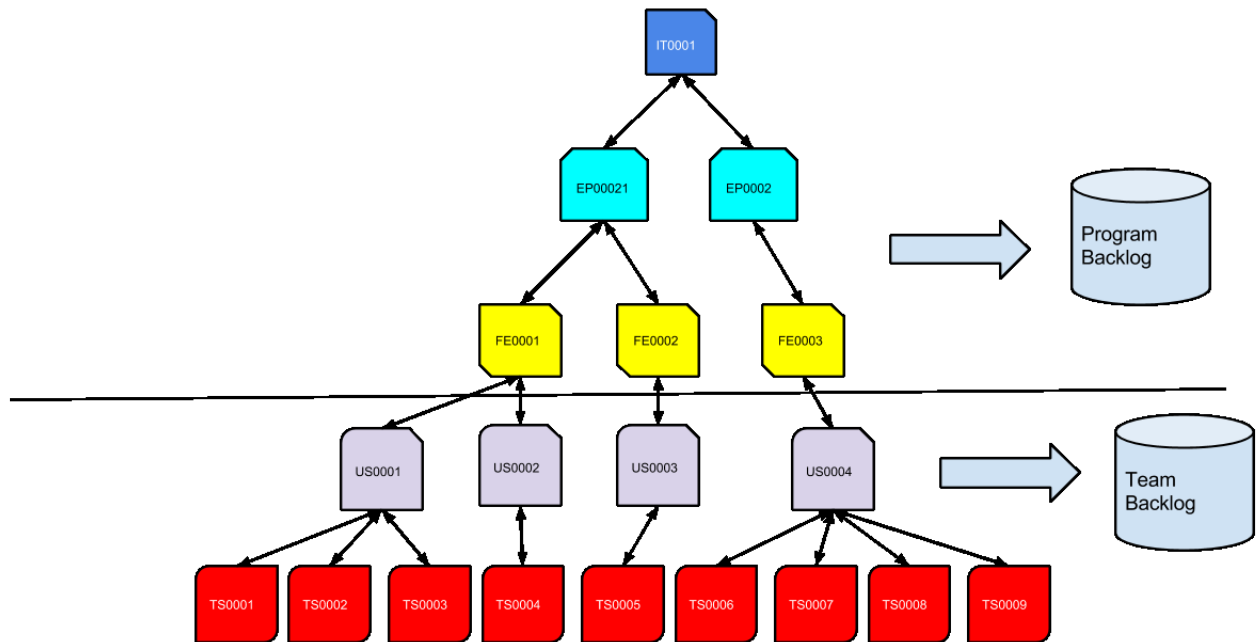 IT0001
EP00021
EP0002
Program
Backlog
FE0001
FE0002
FE0003
US0001
US0002
US0003
US0004
Team
Backlog
TS0001
TS0002
TS0003
TS0004
TS0005
TS0006
TS0007
TS0008
TS0009